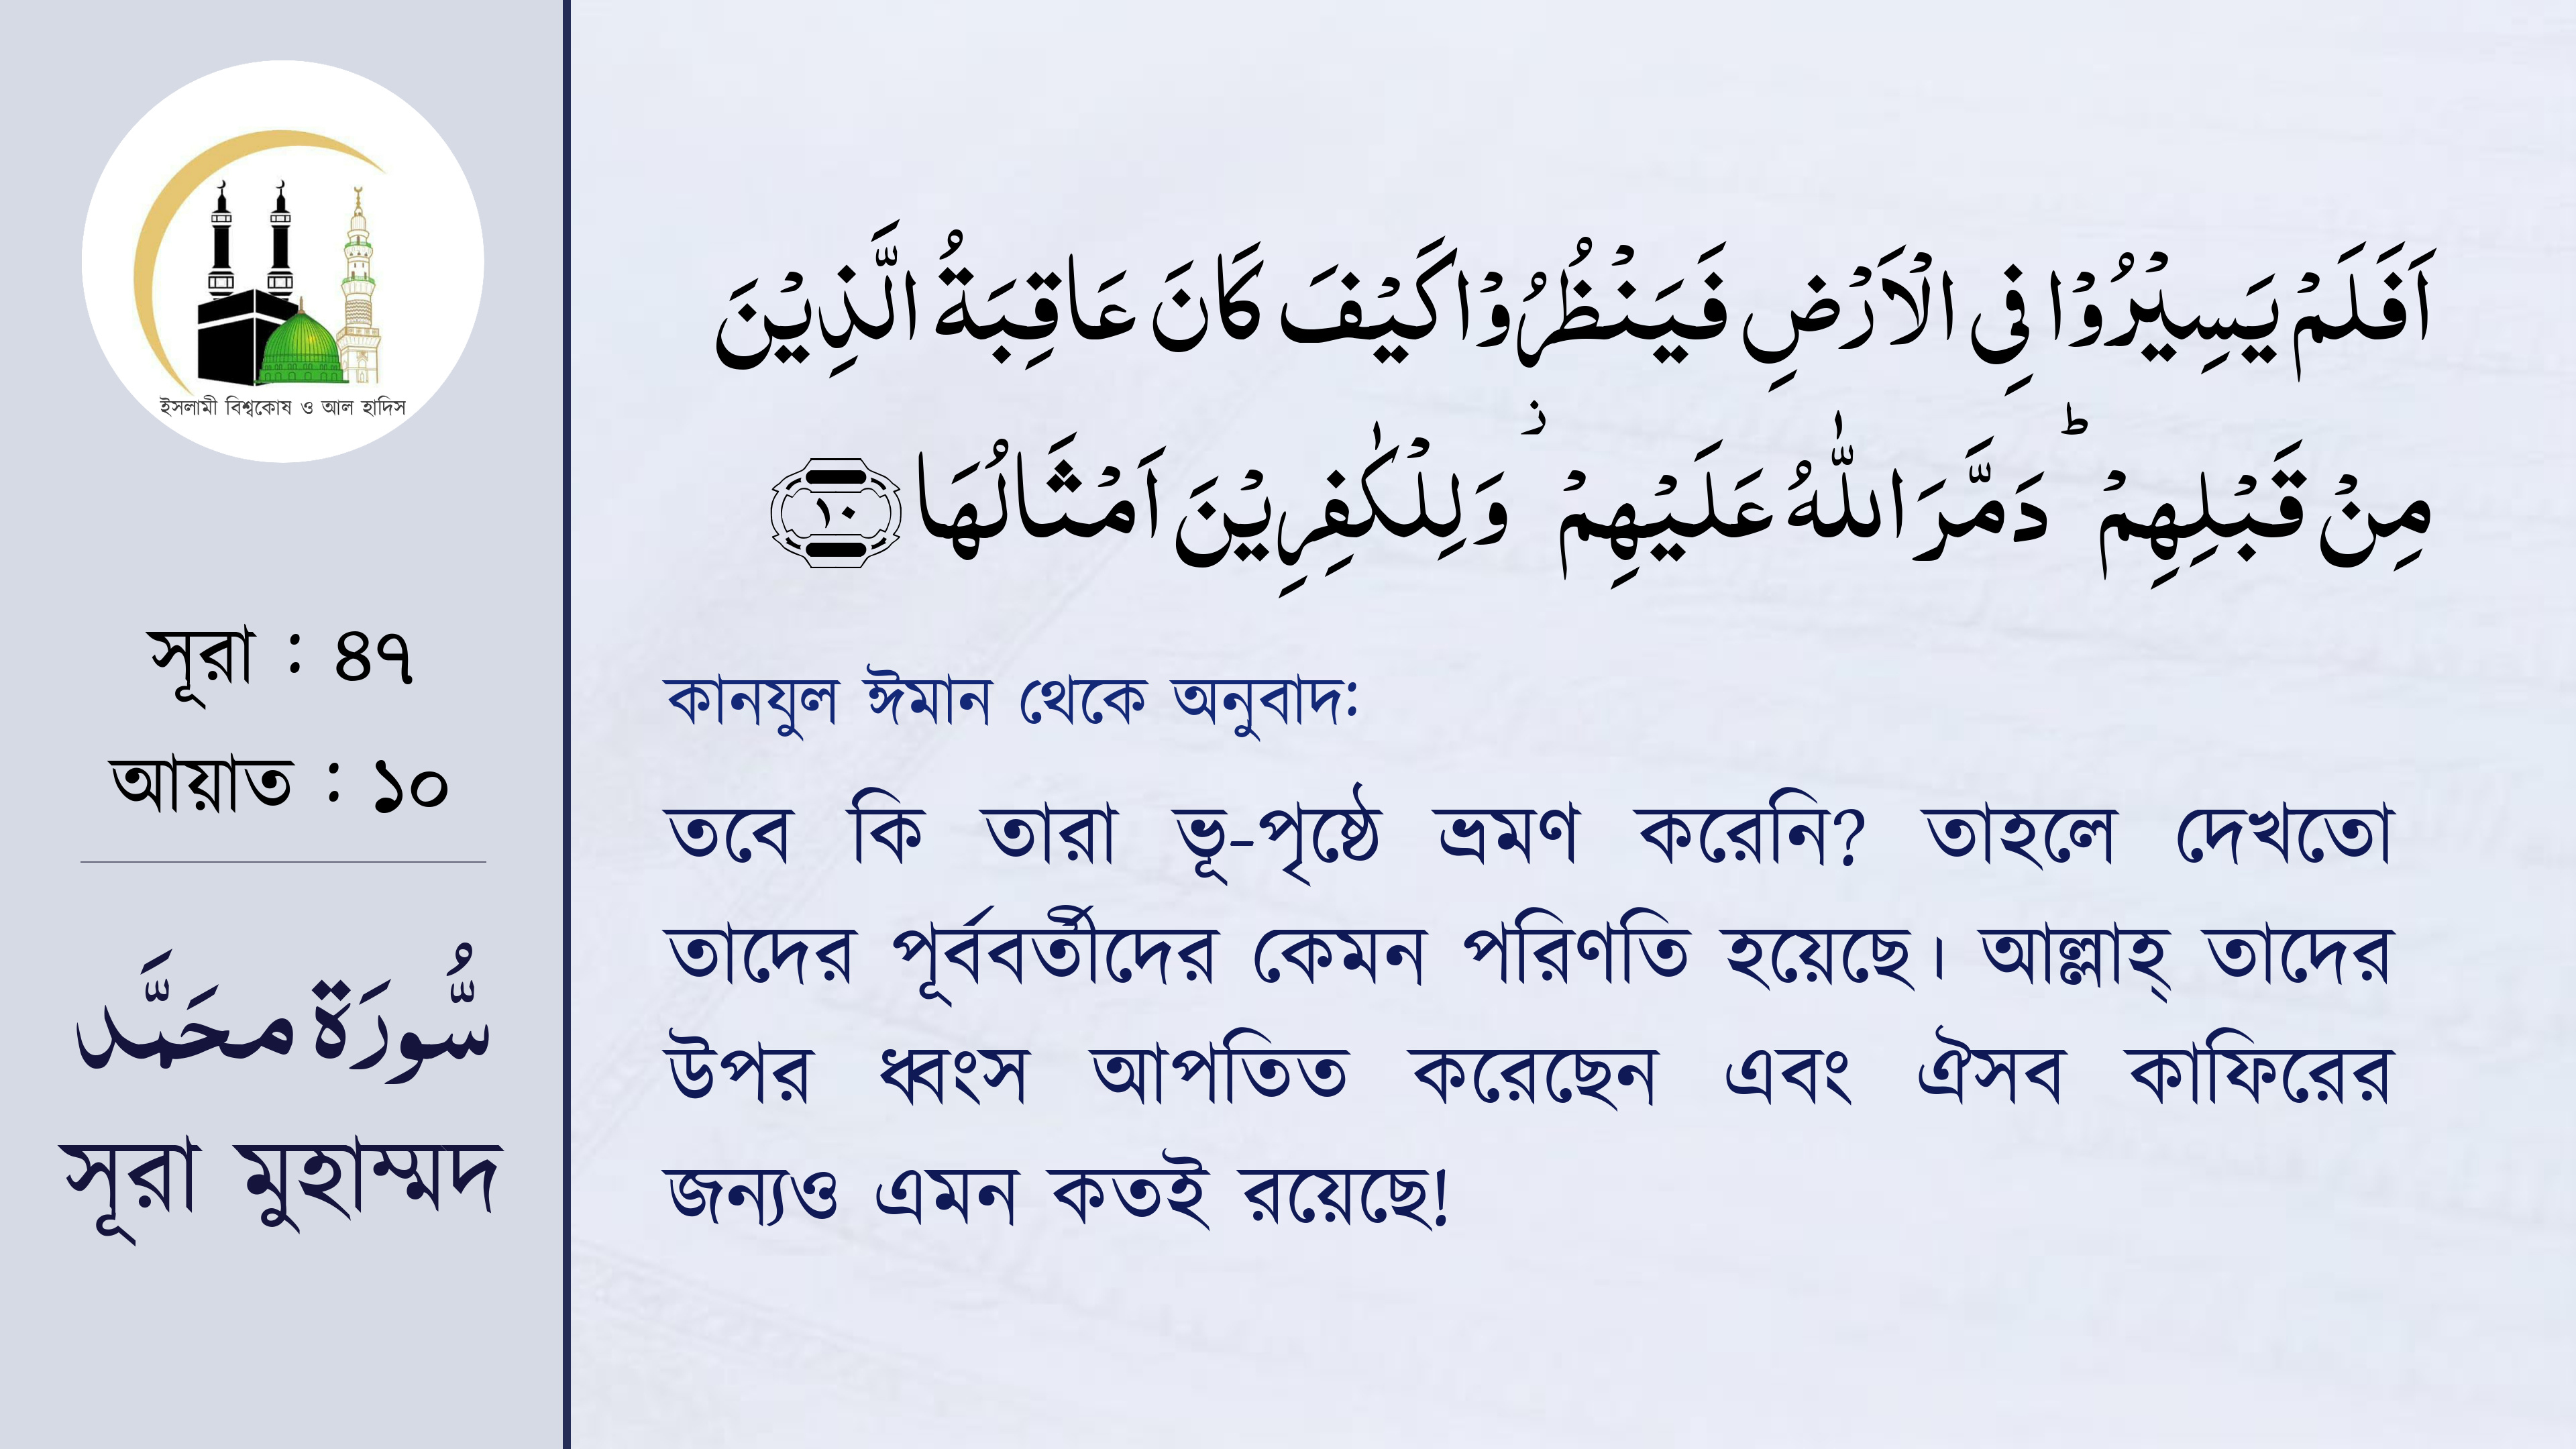 ইসলামী বিশ্বকোষ ও আল হাদিস
সূরা : ৪৭
আয়াত : ১০
سُّورَة محَمَّد
সূরা মুহাম্মদ
اَفَلَمْ یَسِیْرُوْا فِی الْاَرْضِ فَیَنْظُرُوْا كَیْفَ كَانَ عَاقِبَةُ الَّذِیْنَ
مِنْ قَبْلِهِمْؕ دَمَّرَ اللّٰهُ عَلَیْهِمْ٘ وَلِلْكٰفِرِیْنَ اَمْثَالُهَا ۝۱۰
কানযুল ঈমান থেকে অনুবাদ:
তবে কি তারা ভূ-পৃষ্ঠে ভ্রমণ করেনি? তাহলে দেখতো
তাদের পূর্ববর্তীদের কেমন পরিণতি হয়েছে। আল্লাহ্ তাদের
উপর ধ্বংস আপতিত করেছেন এবং ঐসব কাফিরের
জন্যও এমন কতই রয়েছে!